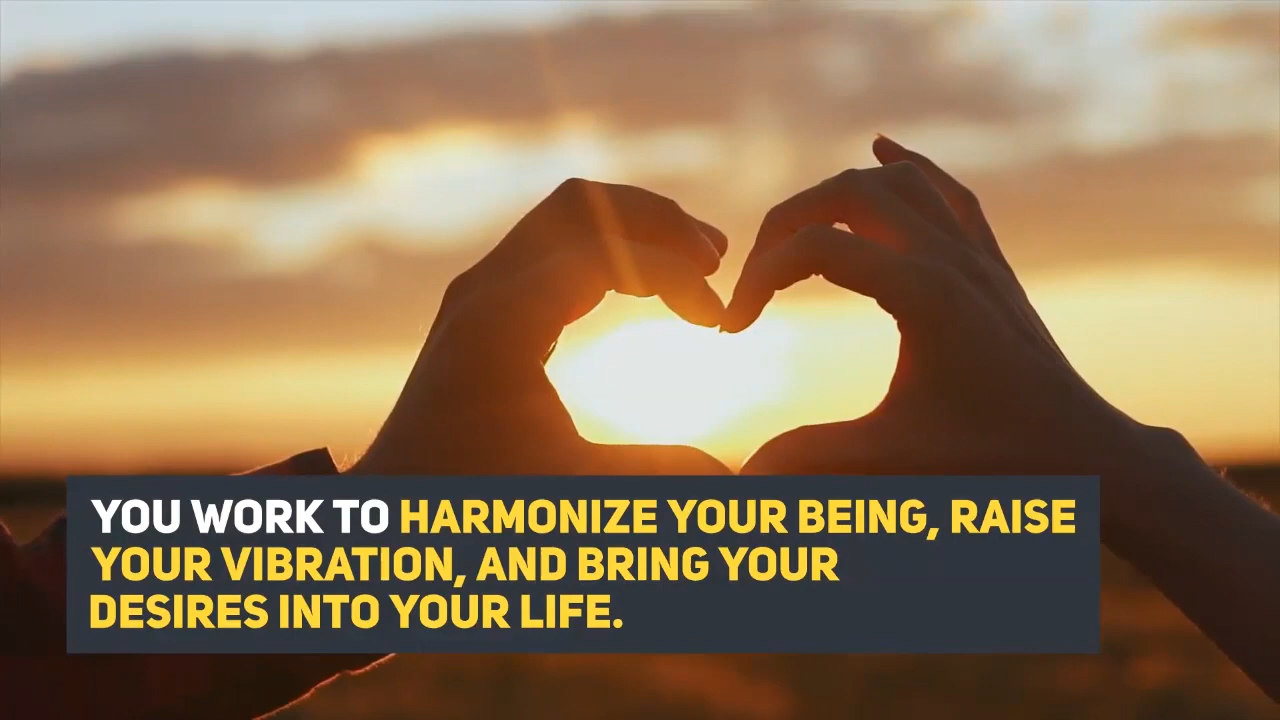 YOU WORK TO HARMONIZE YOUR BEING, RAISE
YOUR VIBRATION, AND BRING YOUR
DESIRES INTO YOUR LIFE.